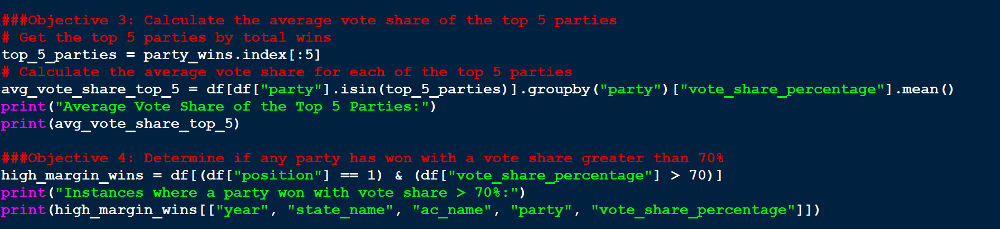 ###Objective 3: Calculate the average vote share of the top 5 parties
# Get the top 5 parties by total wins
top_5_parties = party_wins.index[:5]
# Calculate the average vote share for each of the top 5 parties
avg_vote_share_top_5 = df[df["party"].isin(top_5_parties)].groupby("party")["vote_share_percentage"].mean()
print("Average Vote Share of the Top 5 Parties:")
print(avg_vote_share_top_5)
###Objective 4: Determine if any party has won with a vote share greater than 70%
high_margin_wins = df[(df["position"] == 1) & (df["vote_share_percentage"] > 70)]
print("Instances where a party won with vote share > 70%:")
print(high_margin_wins[["year", "state_name", "ac_name", "party", "vote_share_percentage"]])